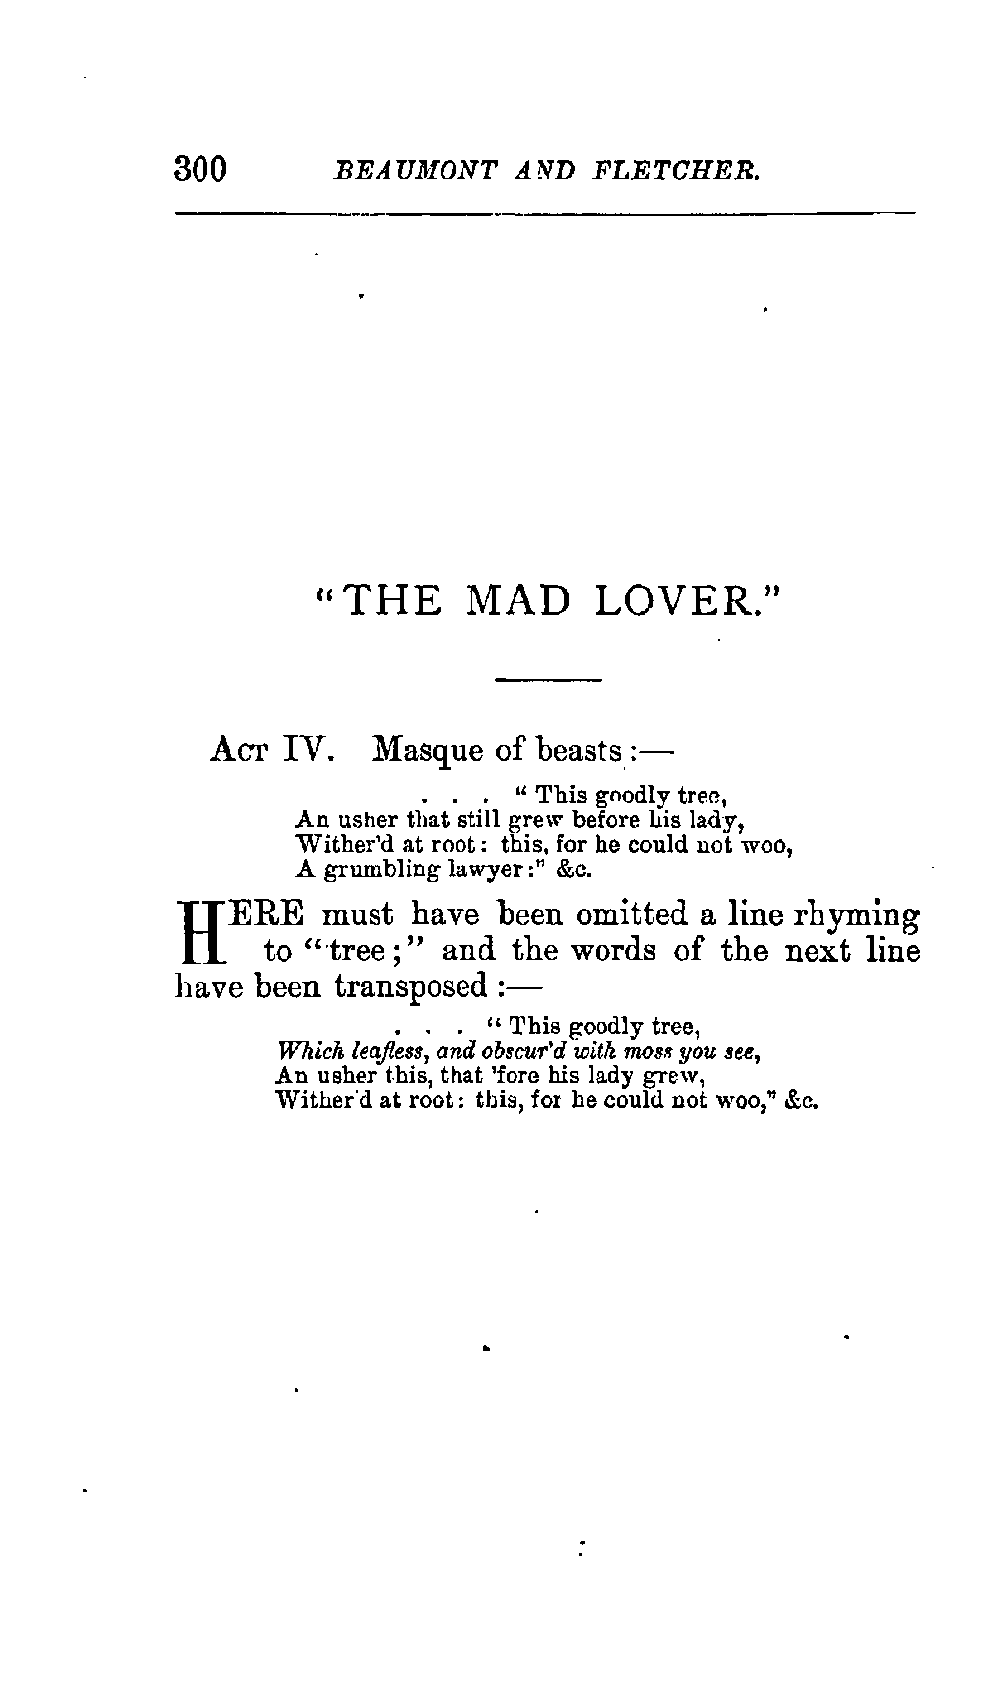 300 BEAUMONT AND FLETCHER.
"THE MAD LOVER."
ACT IV. Masque of beasts:—
. . . "This goodly tree,
An usher that still grew before his lady,
Wither'd at root: this, for he could not woo,
A grumbling lawyer:" &c.
HERE must have been omitted a line rhyming
to "tree;" and the words of the next line
have been transposed:—
. . . "This goodly tree,
Which leafless, and obscur'd with moss you see,
An usher this, that 'fore his lady grew,
Wither'd at root: this, for he could not woo," &c.